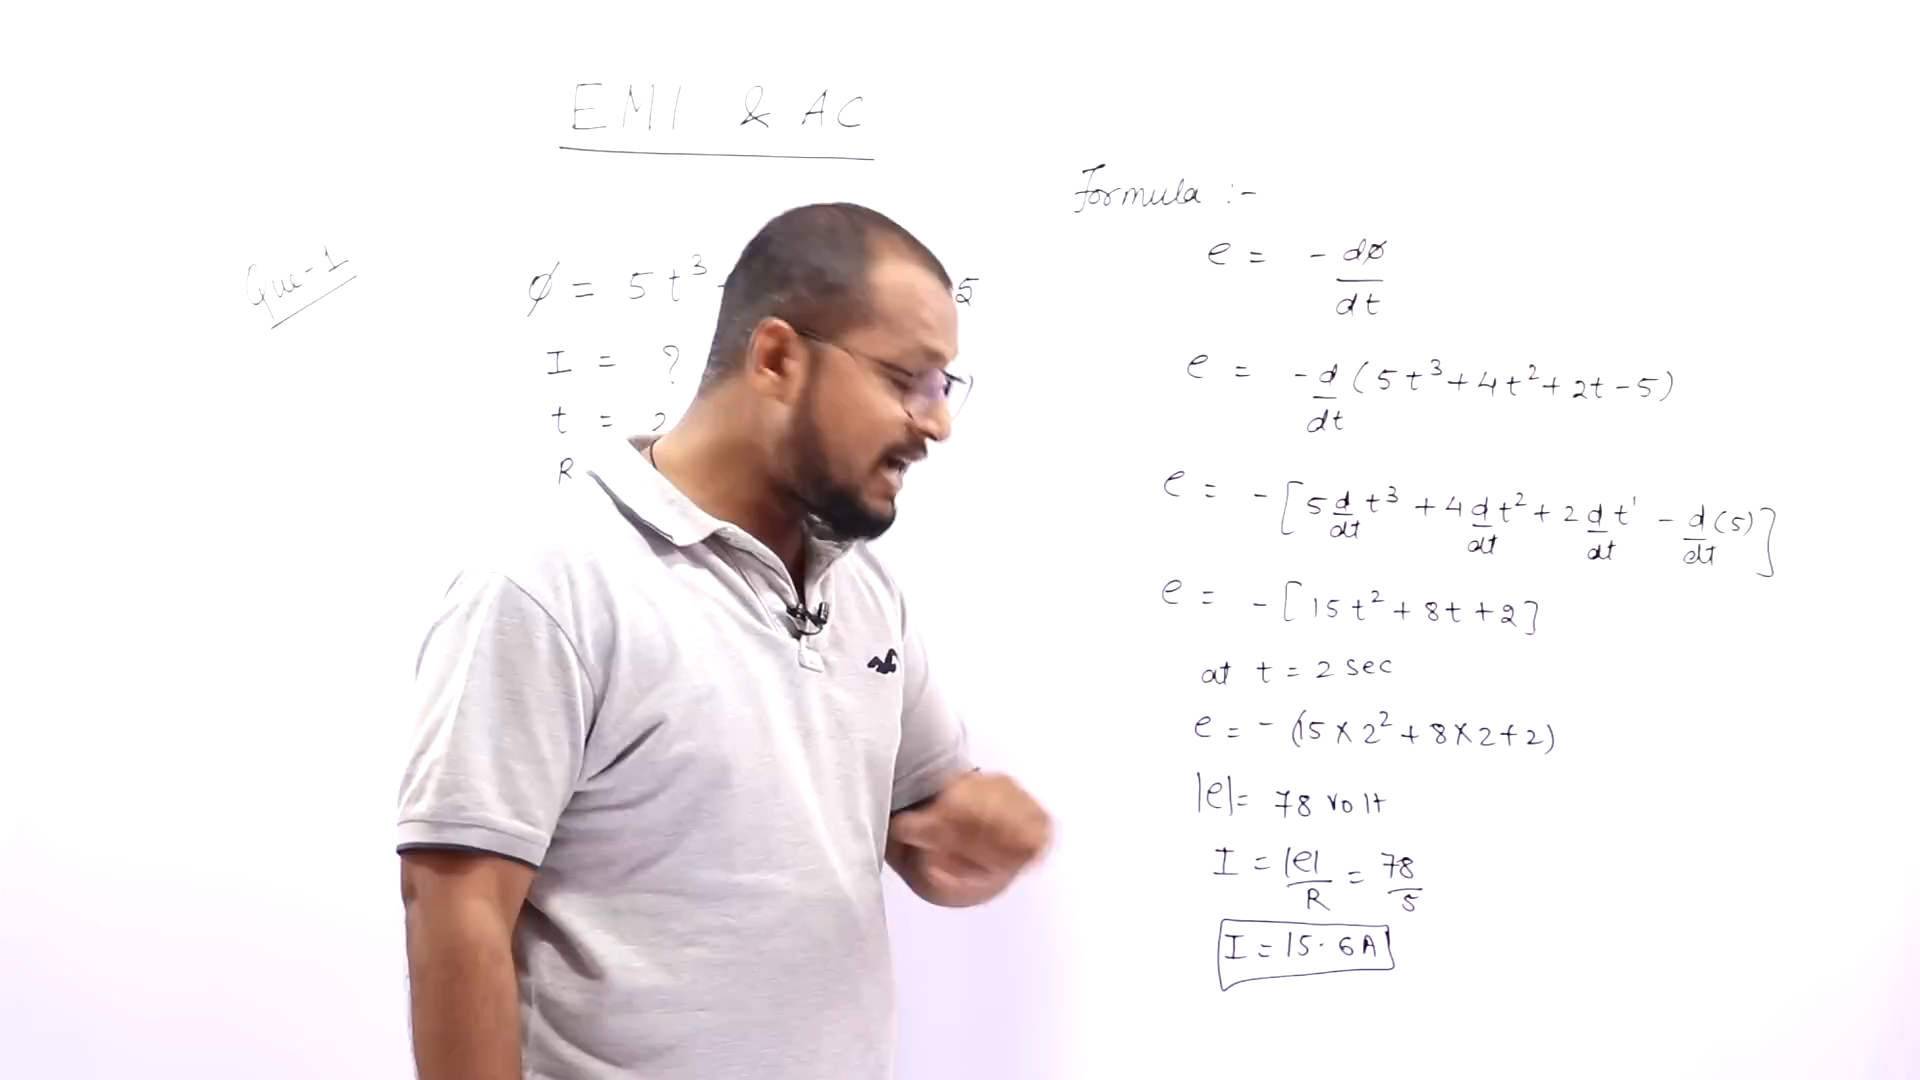 EMI & AC
Que-1
φ = 5t³ 5
I = ?
t = 2
R
Formula :-
e = - dφ/dt
e = - d/dt (5t³ + 4t² + 2t - 5)
e = - [5 d/dt t³ + 4 d/dt t² + 2 d/dt t¹ - d/dt (5)]
e = - [15t² + 8t + 2]
at t = 2 sec
e = - (15 × 2² + 8 × 2 + 2)
|e| = 78 volt
I = |e|/R = 78/5
I = 15.6A